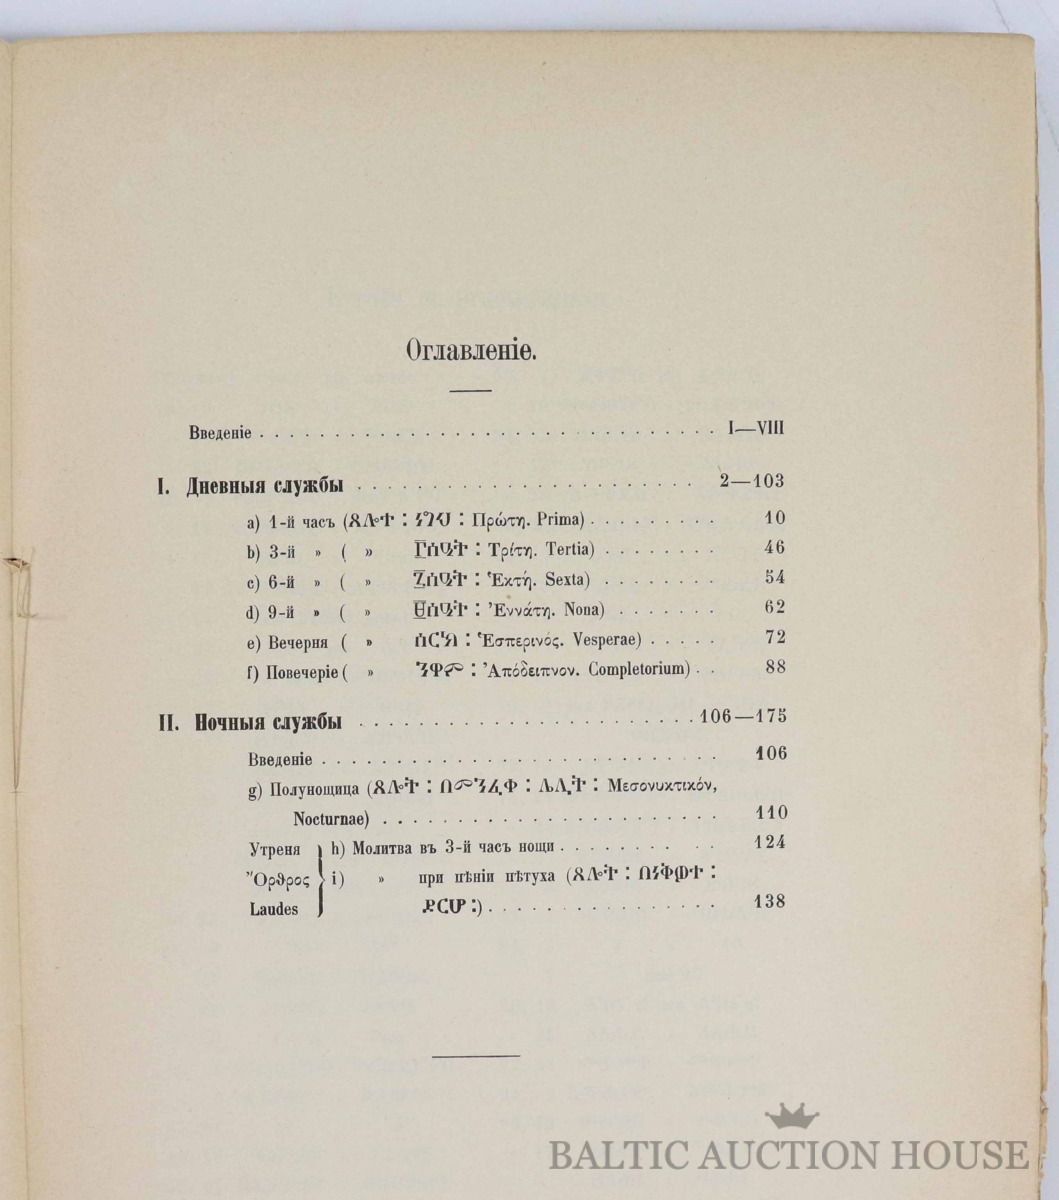 Оглавленіе.
Введеніе . . . . . . . . . . . . . . . . . . . . . . . . . . . . . . I—VIII
I. Дневныя службы . . . . . . . . . . . . . . . . . . . . . . 2—103
a) 1-й часъ (ጸሎት ፡ ነግህ ፡ Πρώτη. Prima) . . . . . . . . . 10
b) 3-й » ( » ፫ሰዓት ፡ Τρίτη. Tertia) . . . . . . . . 46
c) 6-й » ( » ፮ሰዓት ፡ Ἑκτή. Sexta) . . . . . . . . 54
d) 9-й » ( » ፱ሰዓት ፡ Ἐννάτη. Nona) . . . . . . . 62
e) Вечерня ( » ሰርክ ፡ Ἑσπερινός. Vesperae) . . . . . 72
f) Повечеріе ( » ንዋም ፡ Ἀπόδειπνον. Completorium) . . 88
II. Ночныя службы . . . . . . . . . . . . . . . . . . . . . . 106—175
Введеніе . . . . . . . . . . . . . . . . . . . . . . . . . . 106
g) Полунощица (ጸሎት ፡ በመንፈቀ ፡ ሌሊት ፡ Μεσονυκτικόν,
Nocturnae) . . . . . . . . . . . . . . . . . . . . . . 110
Утреня h) Молитва въ 3-й часъ нощи . . . . . . . . . . 124
Ὄρθρος i) » при пѣніи пѣтуха (ጸሎት ፡ በነቅወተ ፡
Laudes ዶርሆ ፡) . . . . . . . . . . . . . . . 138
BALTIC AUCTION HOUSE